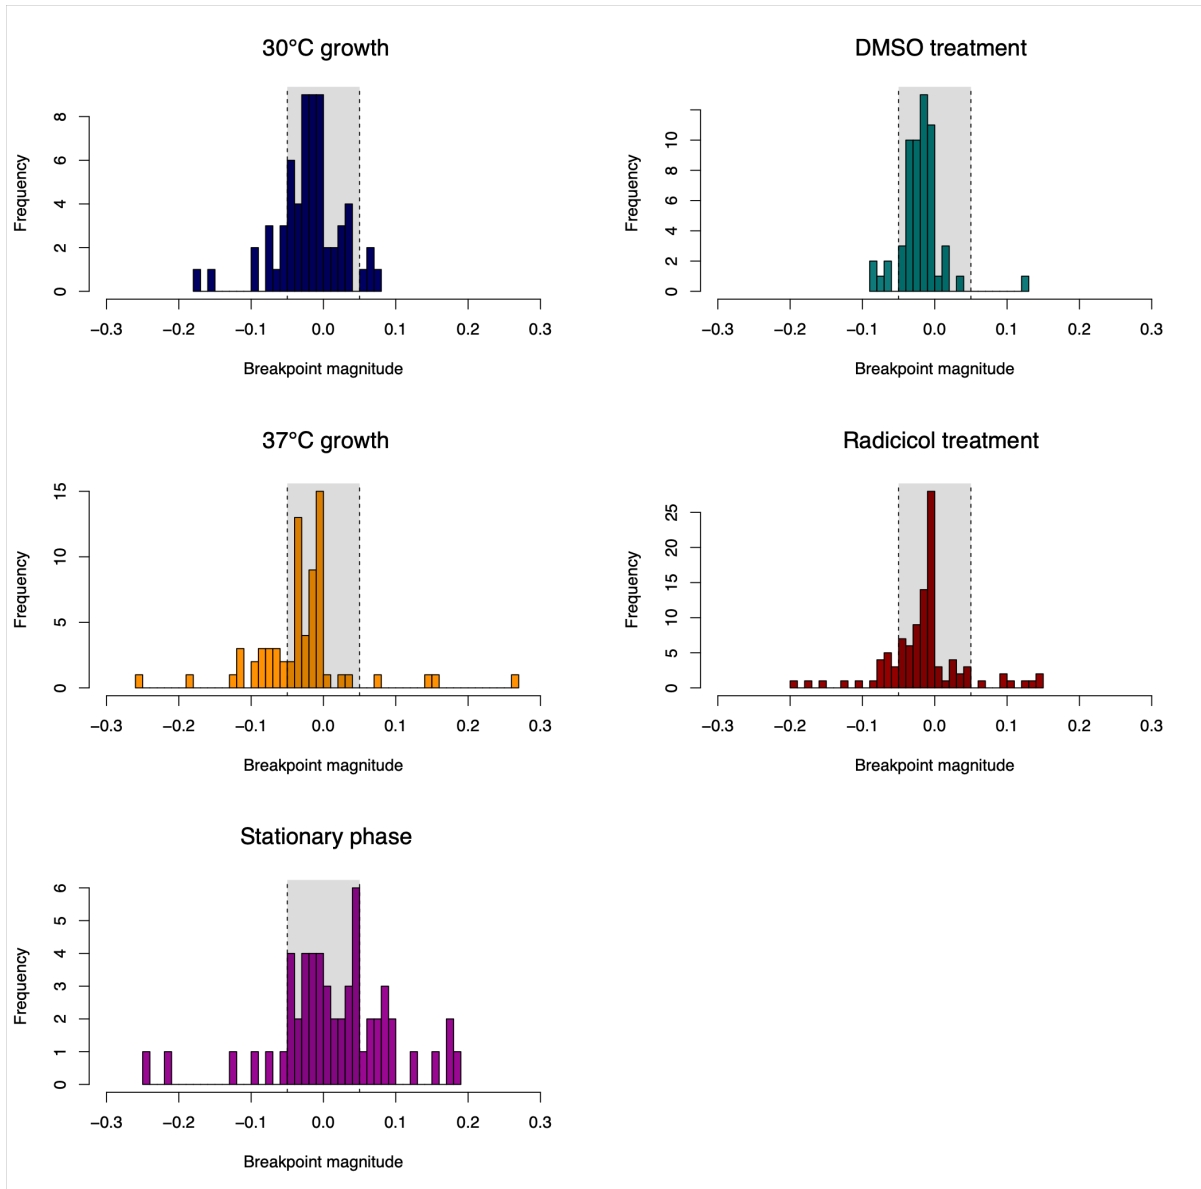 30°C growth
Frequency
0 2 4 6 8
−0.3 −0.2 −0.1 0.0 0.1 0.2 0.3
Breakpoint magnitude
DMSO treatment
Frequency
0 2 4 6 8 10
−0.3 −0.2 −0.1 0.0 0.1 0.2 0.3
Breakpoint magnitude
37°C growth
Frequency
0 5 10 15
−0.3 −0.2 −0.1 0.0 0.1 0.2 0.3
Breakpoint magnitude
Radicicol treatment
Frequency
0 5 10 15 20 25
−0.3 −0.2 −0.1 0.0 0.1 0.2 0.3
Breakpoint magnitude
Stationary phase
Frequency
0 1 2 3 4 5 6
−0.3 −0.2 −0.1 0.0 0.1 0.2 0.3
Breakpoint magnitude